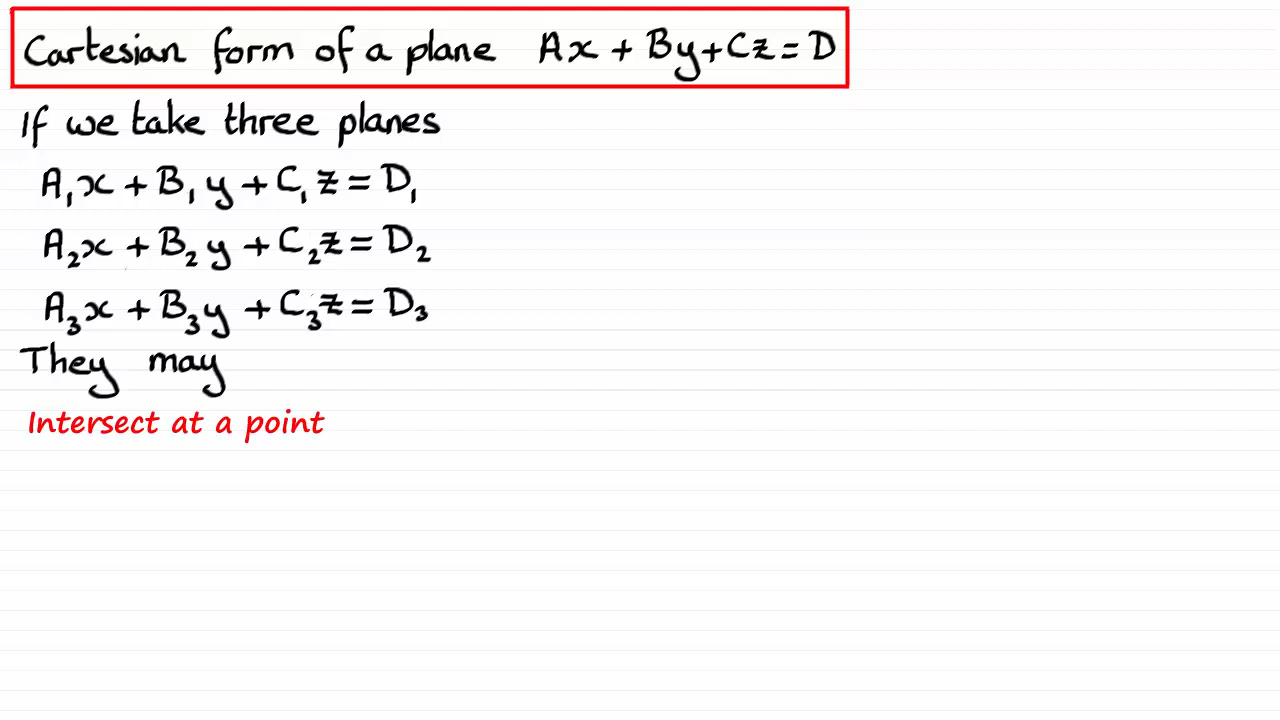 Cartesian form of a plane Ax + By + Cz = D
If we take three planes
A₁x + B₁y + C₁z = D₁
A₂x + B₂y + C₂z = D₂
A₃x + B₃y + C₃z = D₃
They may
Intersect at a point